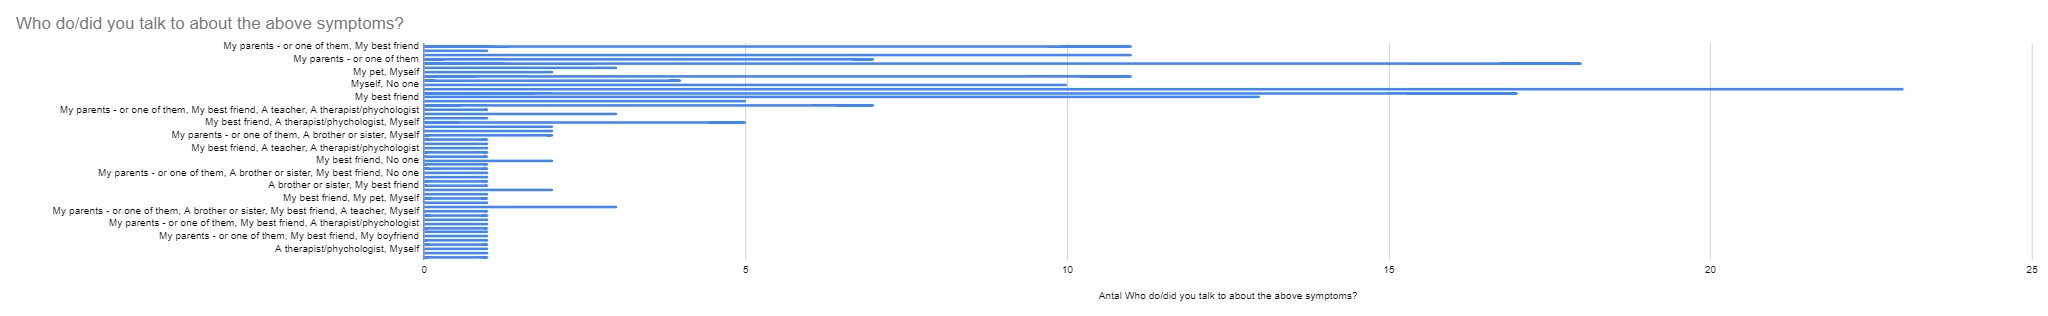 Who do/did you talk to about the above symptoms?
My parents - or one of them, My best friend
My parents - or one of them
My pet, Myself
Myself, No one
My best friend
My parents - or one of them, My best friend, A teacher, A therapist/phychologist
My best friend, A therapist/phychologist, Myself
My parents - or one of them, A brother or sister, Myself
My best friend, A teacher, A therapist/phychologist
My best friend, No one
My parents - or one of them, A brother or sister, My best friend, No one
A brother or sister, My best friend
My best friend, My pet, Myself
My parents - or one of them, A brother or sister, My best friend, A teacher, Myself
My parents - or one of them, My best friend, A therapist/phychologist
My parents - or one of them, My best friend, My boyfriend
A therapist/phychologist, Myself
0 5 10 15 20 25
Antal Who do/did you talk to about the above symptoms?